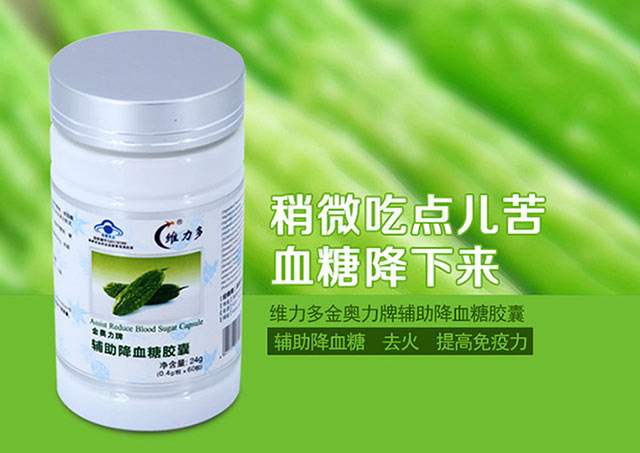 稍微吃点儿苦
血糖降下来
维力多金奥力牌辅助降血糖胶囊
辅助降血糖 去火 提高免疫力
维力多
Assist Reduce Blood Sugar Capsule
金奥力牌
辅助降血糖胶囊
净含量: 24g
(0.4g/粒×60粒)